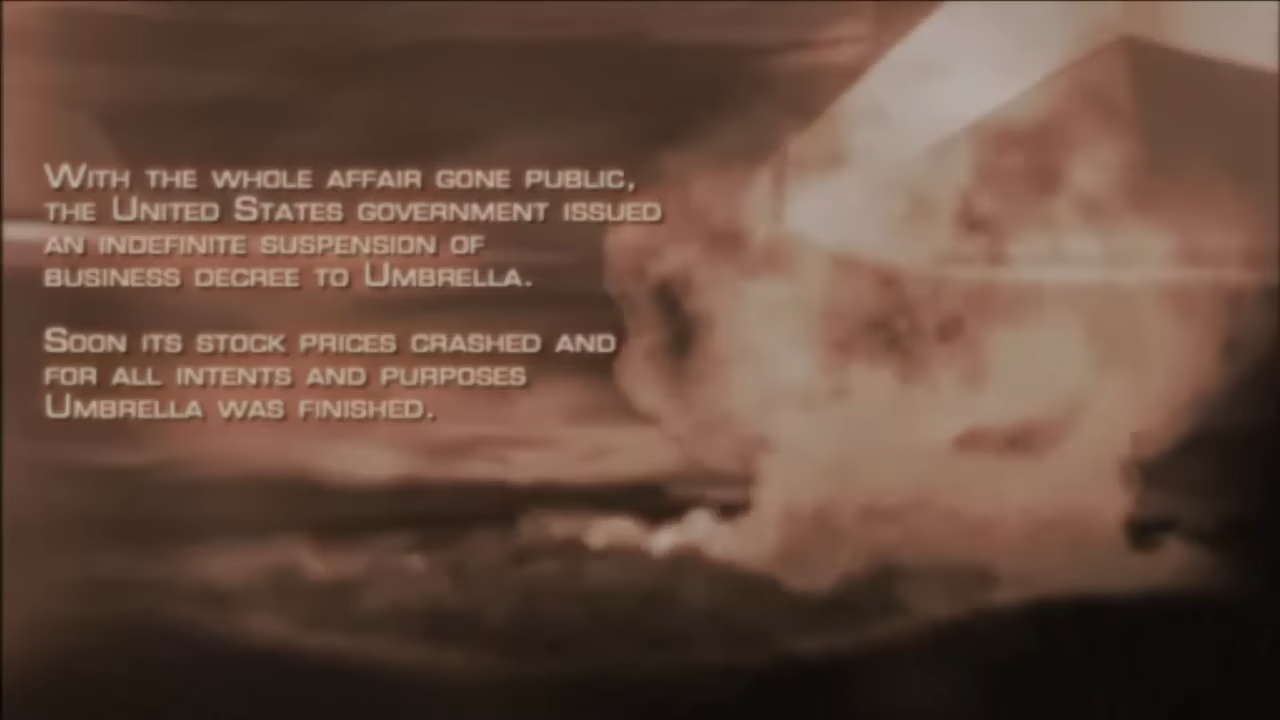 With the whole affair gone public,
the United States government issued
an indefinite suspension of
business decree to Umbrella.
Soon its stock prices crashed and
for all intents and purposes
Umbrella was finished.